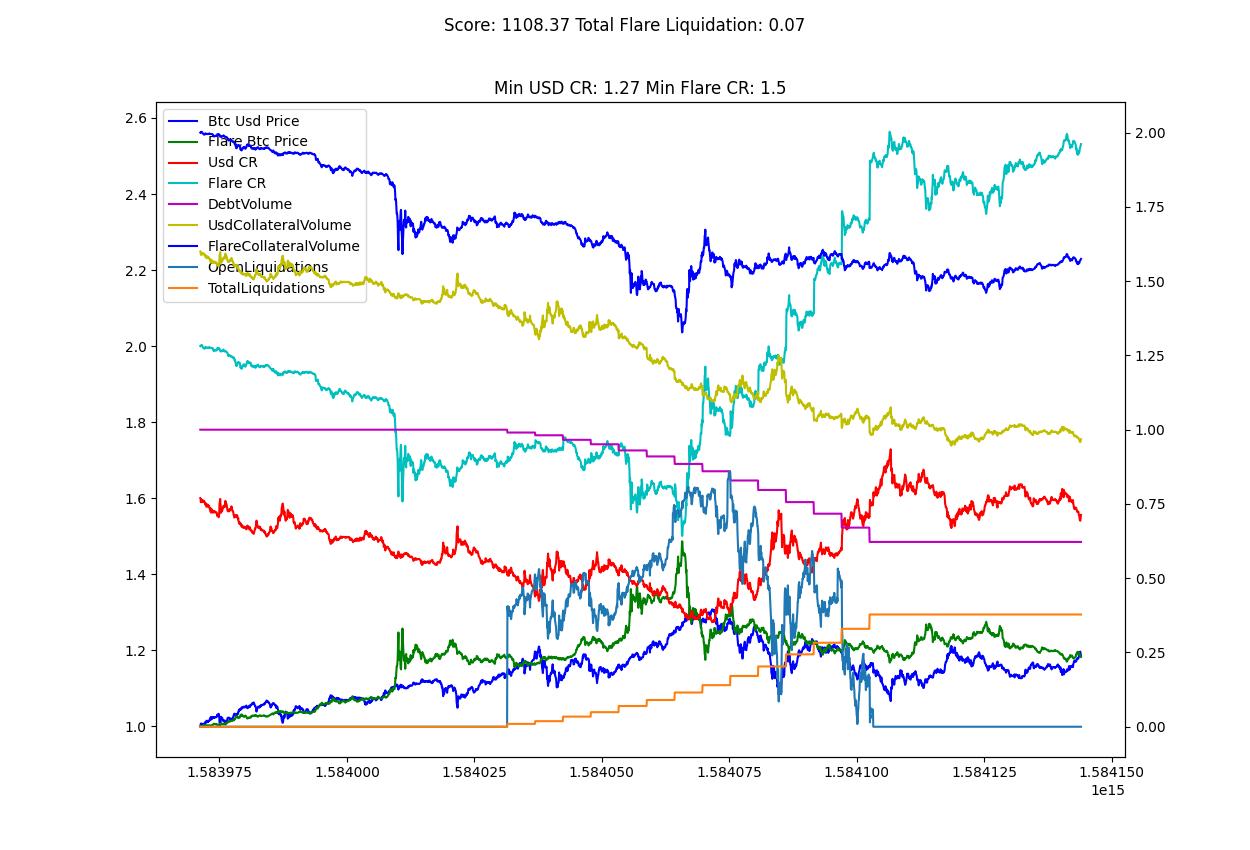 Score: 1108.37 Total Flare Liquidation: 0.07
Min USD CR: 1.27 Min Flare CR: 1.5
Btc Usd Price
Flare Btc Price
Usd CR
Flare CR
DebtVolume
UsdCollateralVolume
FlareCollateralVolume
OpenLiquidations
TotalLiquidations
2.6
2.4
2.2
2.0
1.8
1.6
1.4
1.2
1.0
2.00
1.75
1.50
1.25
1.00
0.75
0.50
0.25
0.00
1.583975 1.584000 1.584025 1.584050 1.584075 1.584100 1.584125 1.584150
1e15